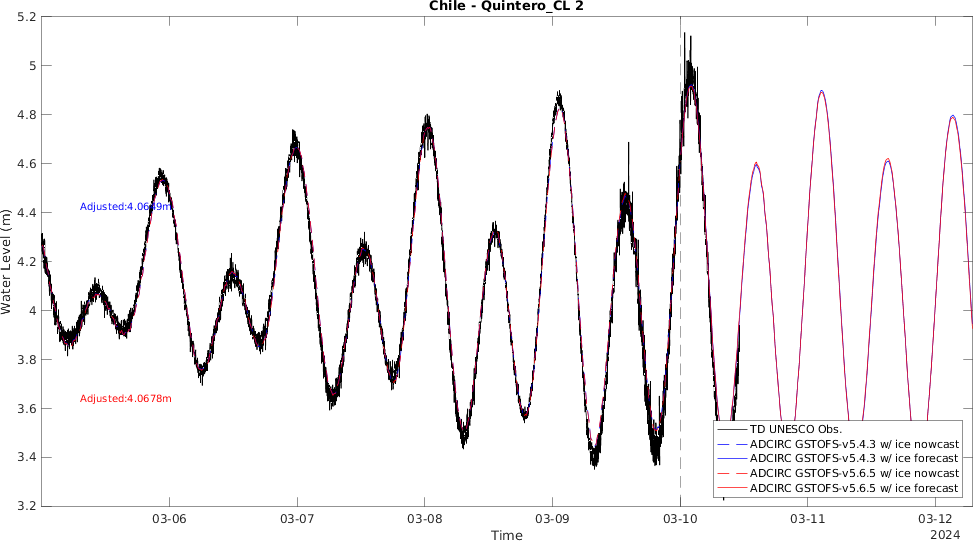 Chile - Quintero_CL 2
5.2
5
4.8
4.6
4.4
4.2
4
3.8
3.6
3.4
3.2
Water Level (m)
Adjusted:4.0649m
Adjusted:4.0678m
TD UNESCO Obs.
ADCIRC GSTOFS-v5.4.3 w/ ice nowcast
ADCIRC GSTOFS-v5.4.3 w/ ice forecast
ADCIRC GSTOFS-v5.6.5 w/ ice nowcast
ADCIRC GSTOFS-v5.6.5 w/ ice forecast
03-06 03-07 03-08 03-09 03-10 03-11 03-12
2024
Time